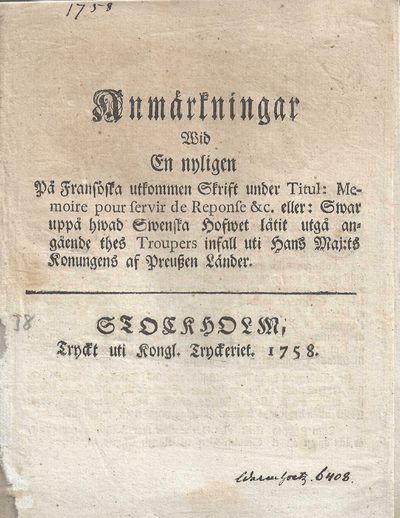 1758
Anmärkningar
Wid
En nyligen
På Fransöska utkommen Skrift under Titul: Me-
moire pour servir de Reponse &c. eller: Swar
uppå hwad Swenska Hofwet låtit utgå an-
gående thes Troupers infall uti Hans Maj:ts
Konungens af Preußen Länder.
38
STOCKHOLM,
Tryckt uti Kongl. Tryckeriet. 1758.
Warmholtz. 6408.